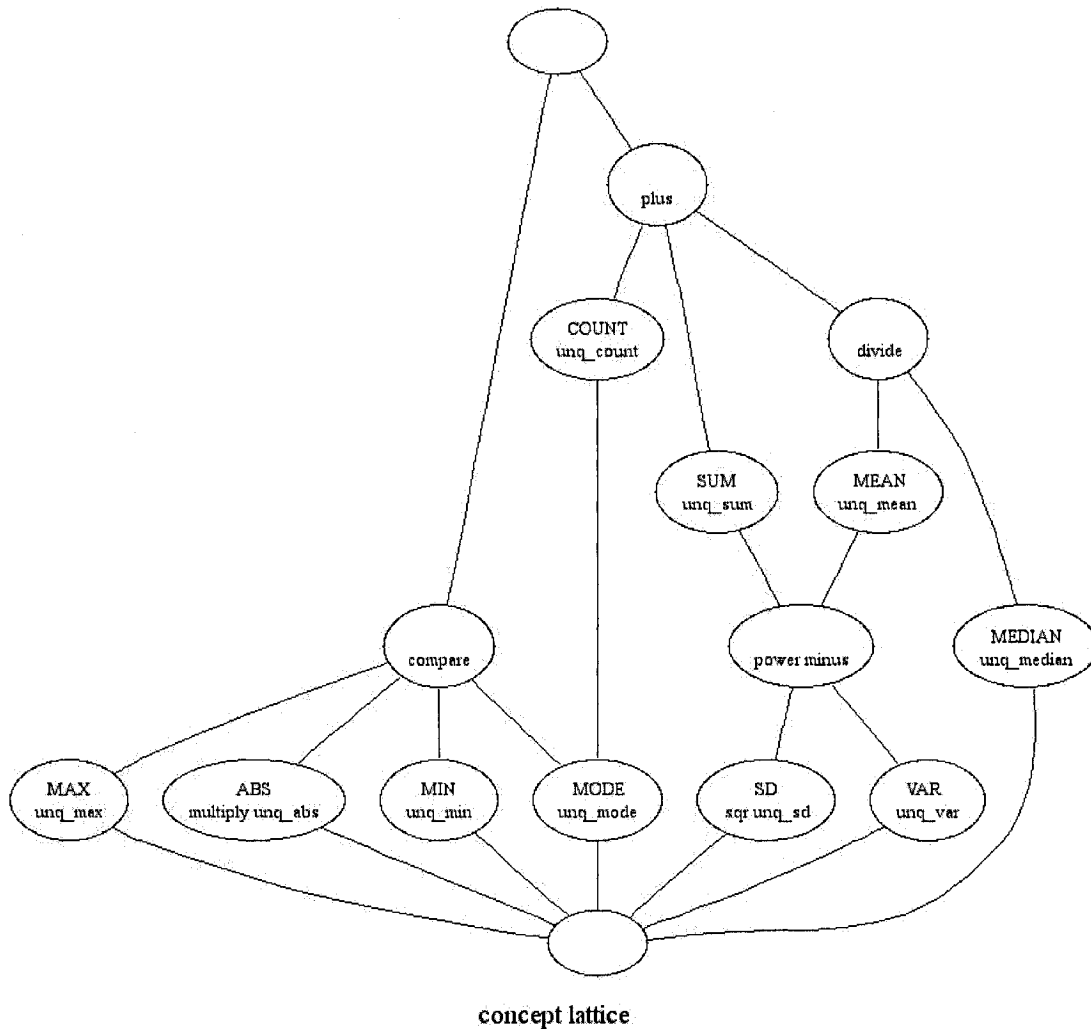 plus
COUNT
unq_count
divide
SUM
unq_sum
MEAN
unq_mean
compare
power minus
MEDIAN
unq_median
MAX
unq_max
ABS
multiply unq_abs
MIN
unq_min
MODE
unq_mode
SD
sqr unq_sd
VAR
unq_var
concept lattice